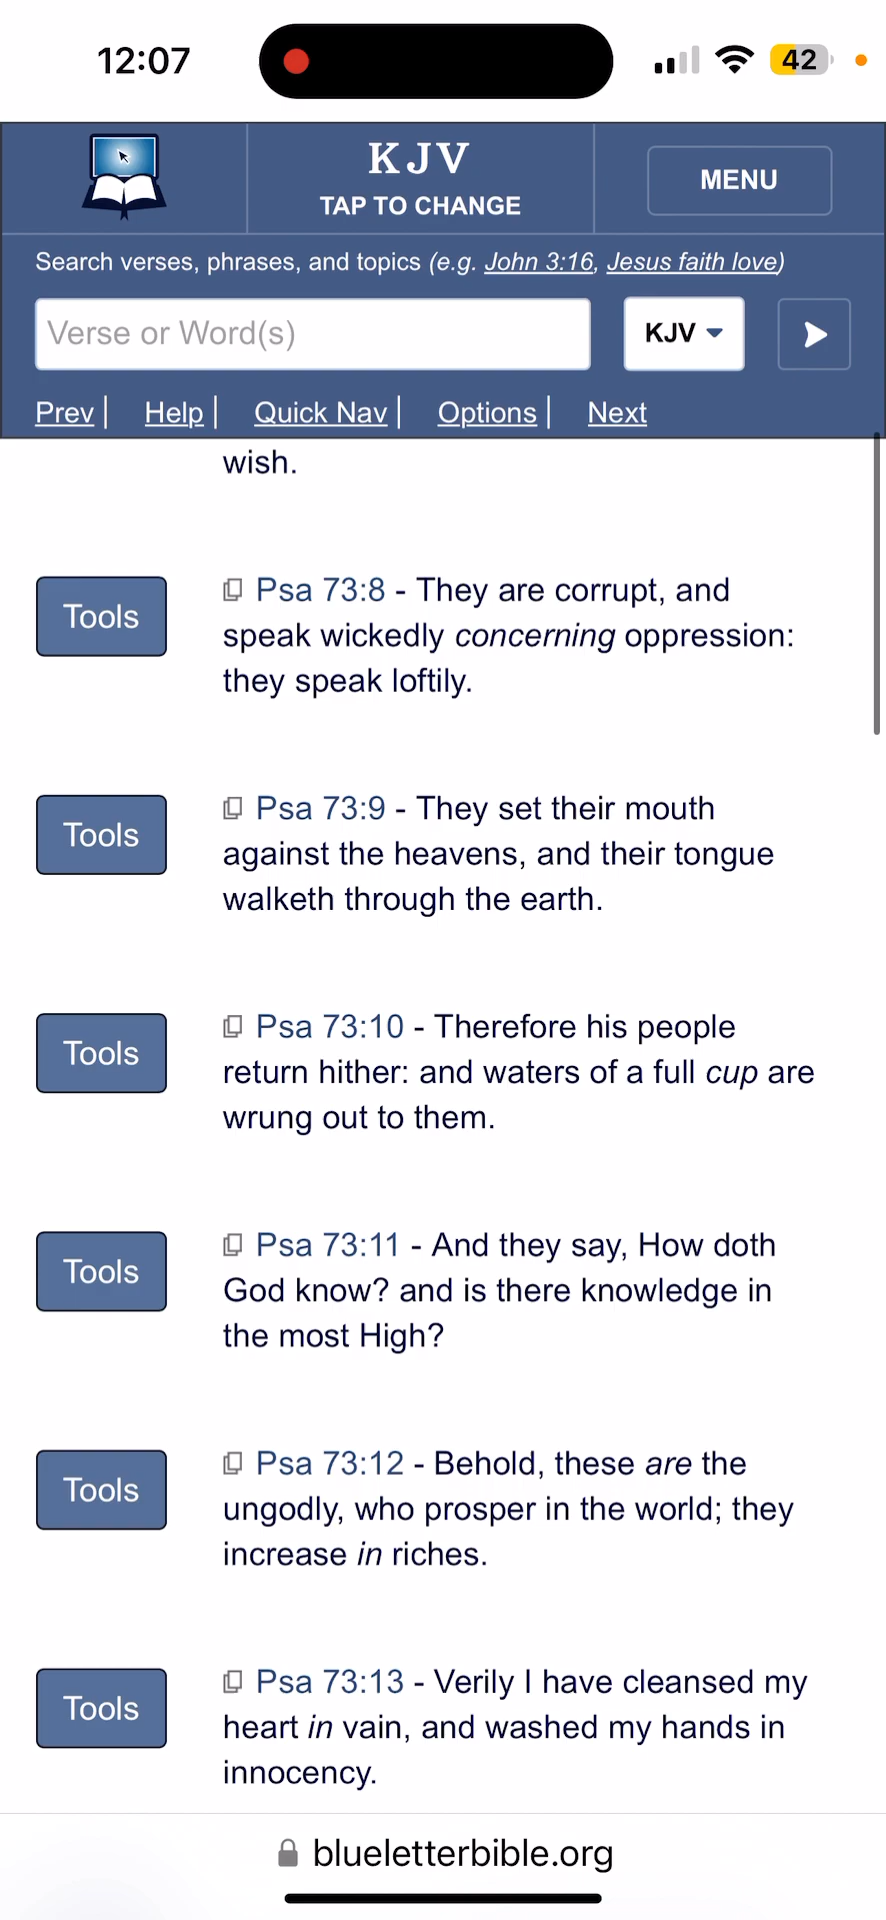 12:07
42
KJV
TAP TO CHANGE
MENU
Search verses, phrases, and topics (e.g. John 3:16, Jesus faith love)
Verse or Word(s)
KJV
Prev | Help | Quick Nav | Options | Next
wish.
Tools
Psa 73:8 - They are corrupt, and
speak wickedly concerning oppression:
they speak loftily.
Tools
Psa 73:9 - They set their mouth
against the heavens, and their tongue
walketh through the earth.
Tools
Psa 73:10 - Therefore his people
return hither: and waters of a full cup are
wrung out to them.
Tools
Psa 73:11 - And they say, How doth
God know? and is there knowledge in
the most High?
Tools
Psa 73:12 - Behold, these are the
ungodly, who prosper in the world; they
increase in riches.
Tools
Psa 73:13 - Verily I have cleansed my
heart in vain, and washed my hands in
innocency.
blueletterbible.org